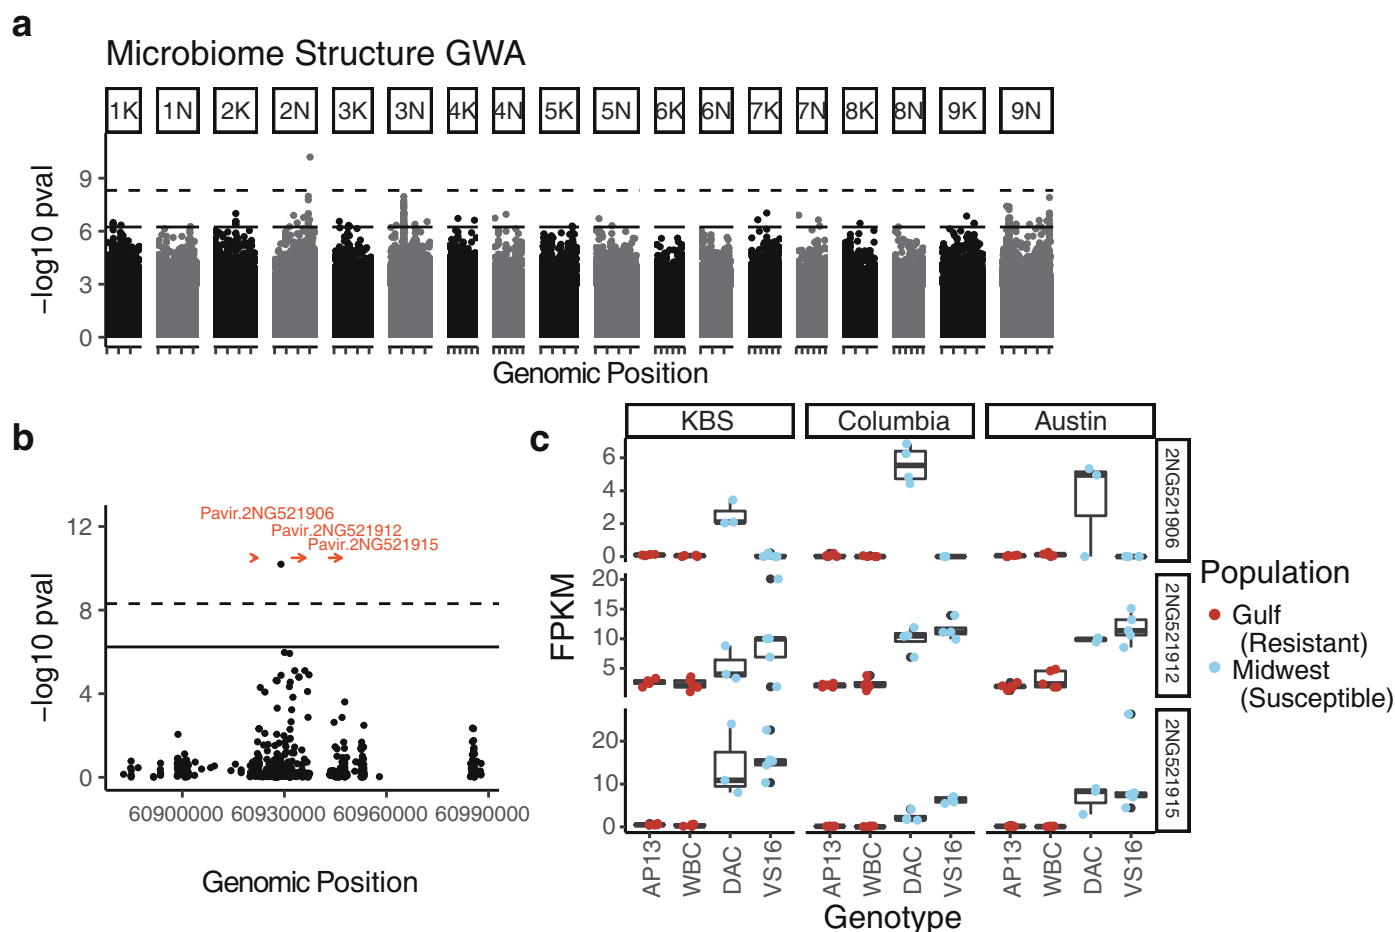 a
Microbiome Structure GWA
1K 1N 2K 2N 3K 3N 4K 4N 5K 5N 6K 6N 7K 7N 8K 8N 9K 9N
−log10 pval
9
6
3
0
Genomic Position
b
−log10 pval
12
8
4
0
Pavir.2NG521906
Pavir.2NG521912
Pavir.2NG521915
60900000 60930000 60960000 60990000
Genomic Position
c
KBS Columbia Austin
FPKM
6
4
2
0
2NG521906
20
15
10
5
2NG521912
20
10
0
2NG521915
AP13 WBC DAC VS16 AP13 WBC DAC VS16 AP13 WBC DAC VS16
Genotype
Population
Gulf
(Resistant)
Midwest
(Susceptible)